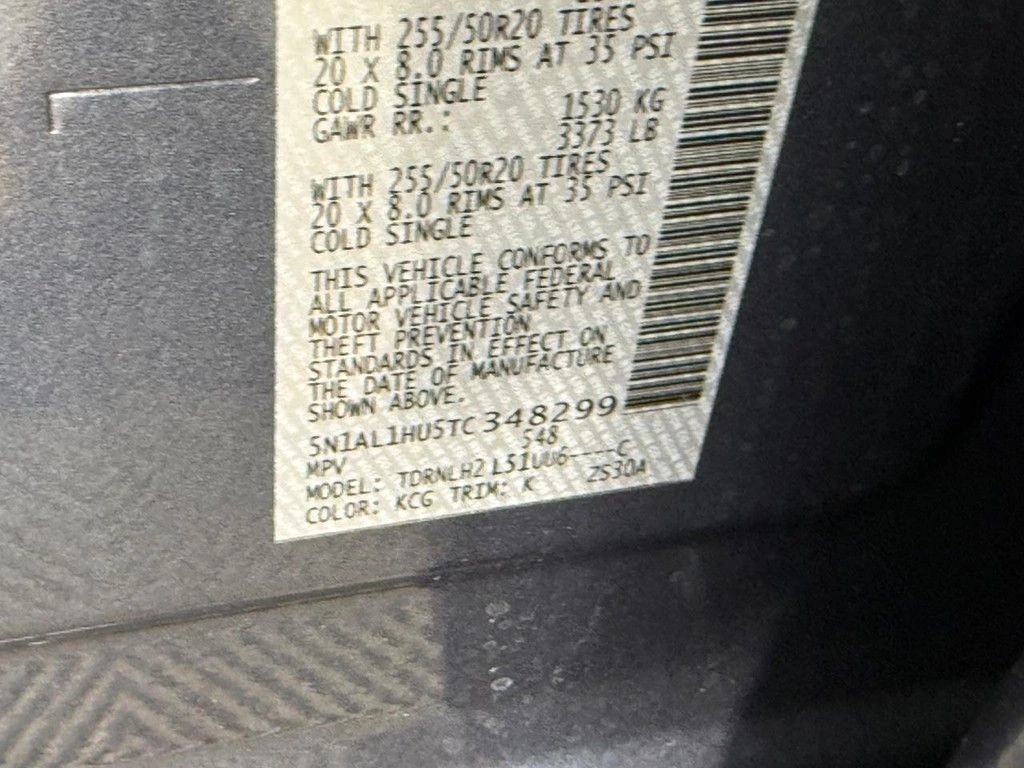 WITH 255/50R20 TIRES
20 X 8.0 RIMS AT 35 PSI
COLD SINGLE
GAWR RR.: 1530 KG
3373 LB
WITH 255/50R20 TIRES
20 X 8.0 RIMS AT 35 PSI
COLD SINGLE
THIS VEHICLE CONFORMS TO
ALL APPLICABLE FEDERAL
MOTOR VEHICLE SAFETY AND
THEFT PREVENTION
STANDARDS IN EFFECT ON
THE DATE OF MANUFACTURE
SHOWN ABOVE.
5N1AL1HU5TC348299
MPV 548
MODEL: TDRNLHZ L51UU6----C
COLOR: KCG TRIM: K ZS30A